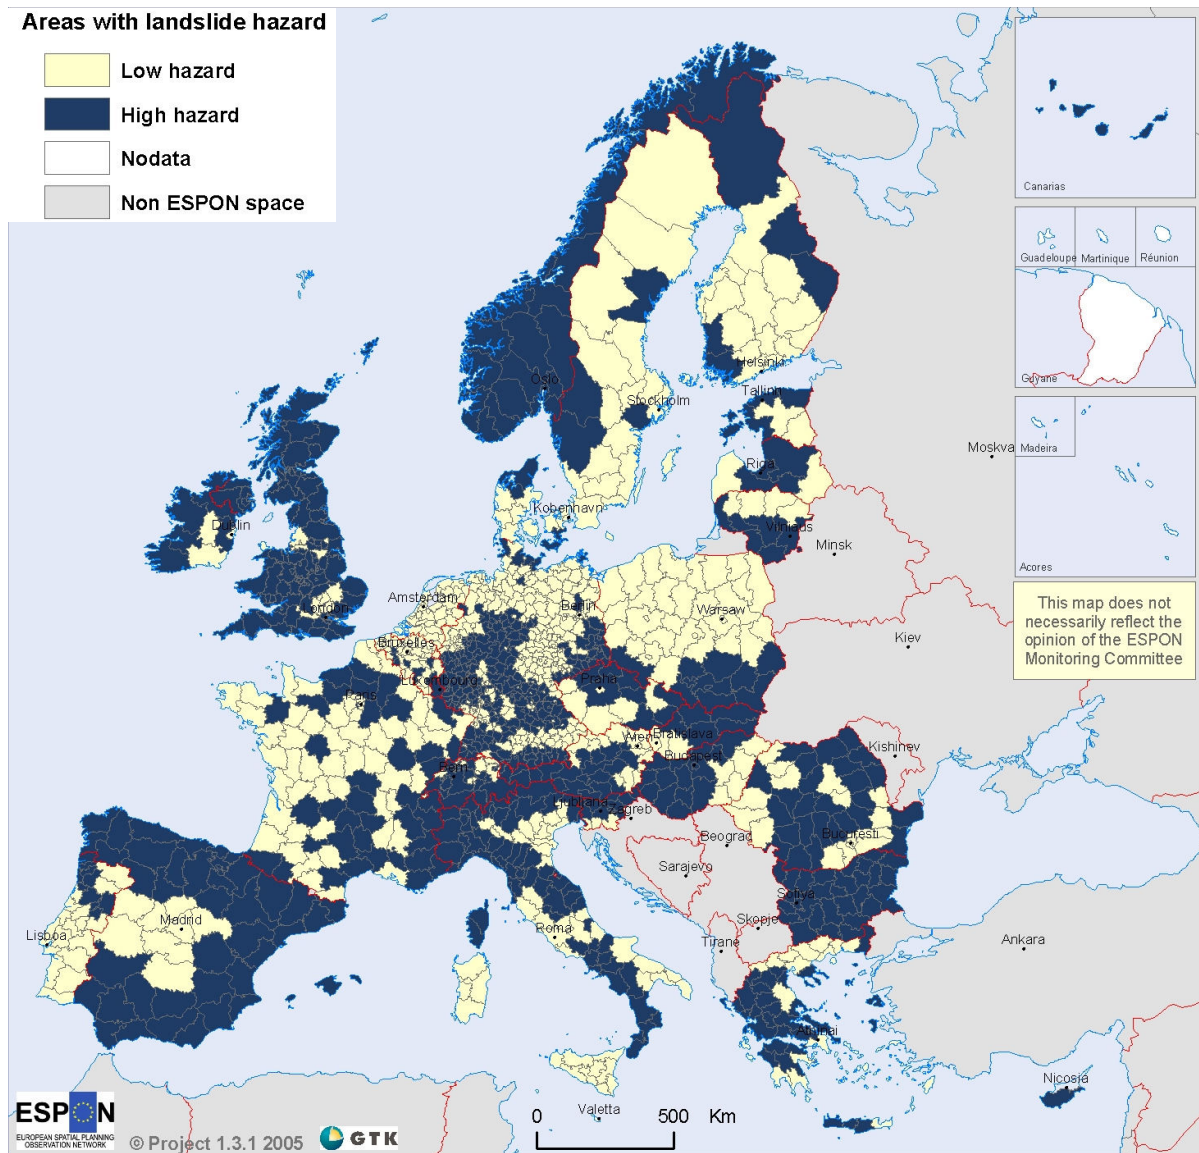 Areas with landslide hazard
Low hazard
High hazard
Nodata
Non ESPON space
Canarias
Guadeloupe
Martinique
Réunion
Guyane
Madeira
Acores
This map does not
necessarily reflect the
opinion of the ESPON
Monitoring Committee
Oslo
Stockholm
Helsinki
Tallinn
Riga
Moskva
Kobenhavn
Vilniaus
Minsk
Dublin
London
Amsterdam
Berlin
Warsaw
Bruxelles
Kiev
Luxembourg
Praha
Paris
Wien
Bratislava
Budapest
Kishinev
Bern
Ljubljana
Zagreb
Beograd
Bucuresti
Sarajevo
Sofiya
Skopje
Tirane
Roma
Madrid
Lisboa
Ankara
Athinai
Nicosia
Valetta
0 500 Km
ESPON
EUROPEAN SPATIAL PLANNING
OBSERVATION NETWORK
© Project 1.3.1 2005
GTK